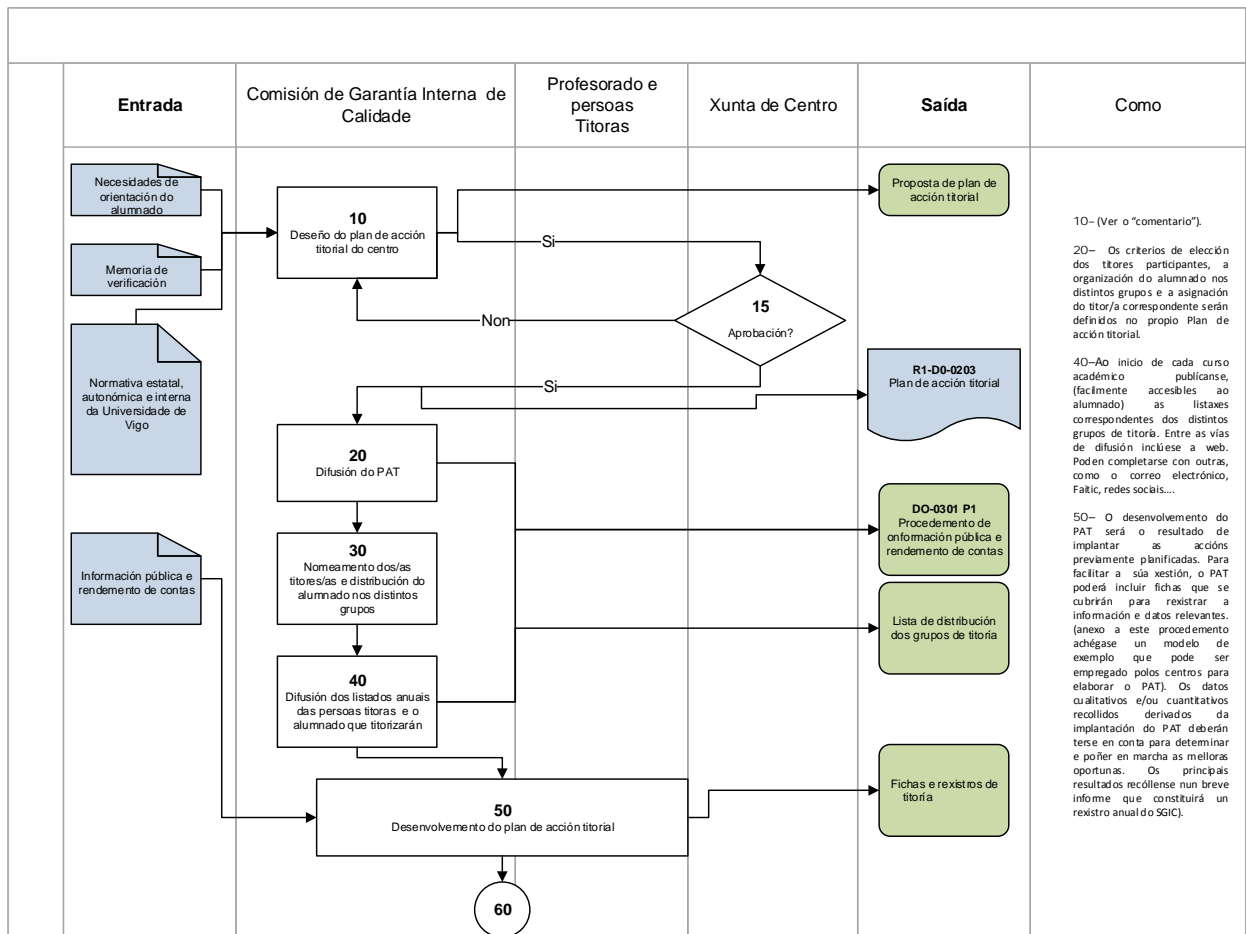 Entrada
Comisión de Garantía Interna de
Calidade
Profesorado e
persoas
Titoras
Xunta de Centro
Saída
Como
Necesidades de
orientación do
alumnado
Memoria de
verificación
Normativa estatal,
autonómica e interna
da Universidade de
Vigo
Información pública e
rendemento de contas
10
Deseño do plan de acción
titorial do centro
Si
Non
15
Aprobación?
Si
20
Difusión do PAT
30
Nomeamento dos/as
titores/as e distribución do
alumnado nos distintos
grupos
40
Difusión dos listados anuais
das persoas titoras e o
alumnado que titorizarán
50
Desenvolvemento do plan de acción titorial
60
Proposta de plan de
acción titorial
R1-D0-0203
Plan de acción titorial
DO-0301 P1
Procedemento de
onformación pública e
rendemento de contas
Lista de distribución
dos grupos de titoría
Fichas e rexistros de
titoría
10– (Ver o “comentario”).
20– Os criterios de elección
dos titores participantes, a
organización do alumnado nos
distintos grupos e a asignación
do titor/a correspondente serán
definidos no propio Plan de
acción titorial.
40–Ao inicio de cada curso
académico publícanse,
(facilmente accesibles ao
alumnado) as listaxes
correspondentes dos distintos
grupos de titoría. Entre as vías
de difusión inclúese a web.
Poden completarse con outras,
como o correo electrónico,
Faitic, redes sociais....
50– O desenvolvemento do
PAT será o resultado de
implantar as accións
previamente planificadas. Para
facilitar a súa xestión, o PAT
poderá incluir fichas que se
cubrirán para rexistrar a
información e datos relevantes.
(anexo a este procedemento
achégase un modelo de
exemplo que pode ser
empregado polos centros para
elaborar o PAT). Os datos
cualitativos e/ou cuantitativos
recollidos derivados da
implantación do PAT deberán
terse en conta para determinar
e poñer en marcha as melloras
oportunas. Os principais
resultados recóllense nun breve
informe que constituirá un
rexistro anual do SGIC).